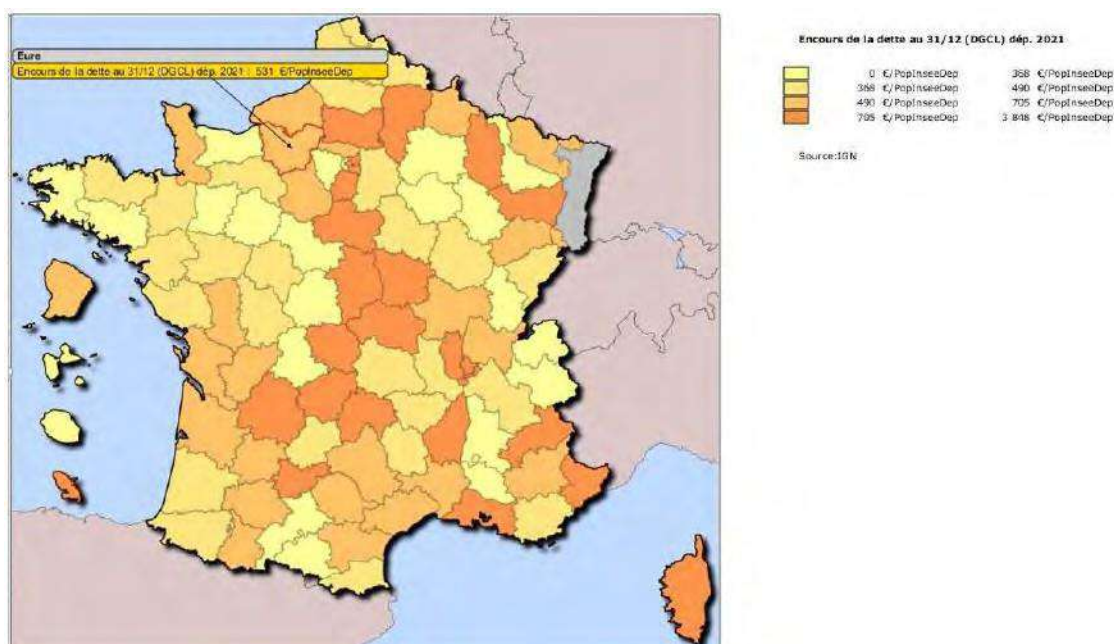 Eure
Encours de la dette au 31/12 (DGCL) dép. 2021 : 531 €/PopInseeDep
Encours de la dette au 31/12 (DGCL) dép. 2021
0 €/PopInseeDep 368 €/PopInseeDep
368 €/PopInseeDep 490 €/PopInseeDep
490 €/PopInseeDep 705 €/PopInseeDep
705 €/PopInseeDep 3 848 €/PopInseeDep
Source:IGN